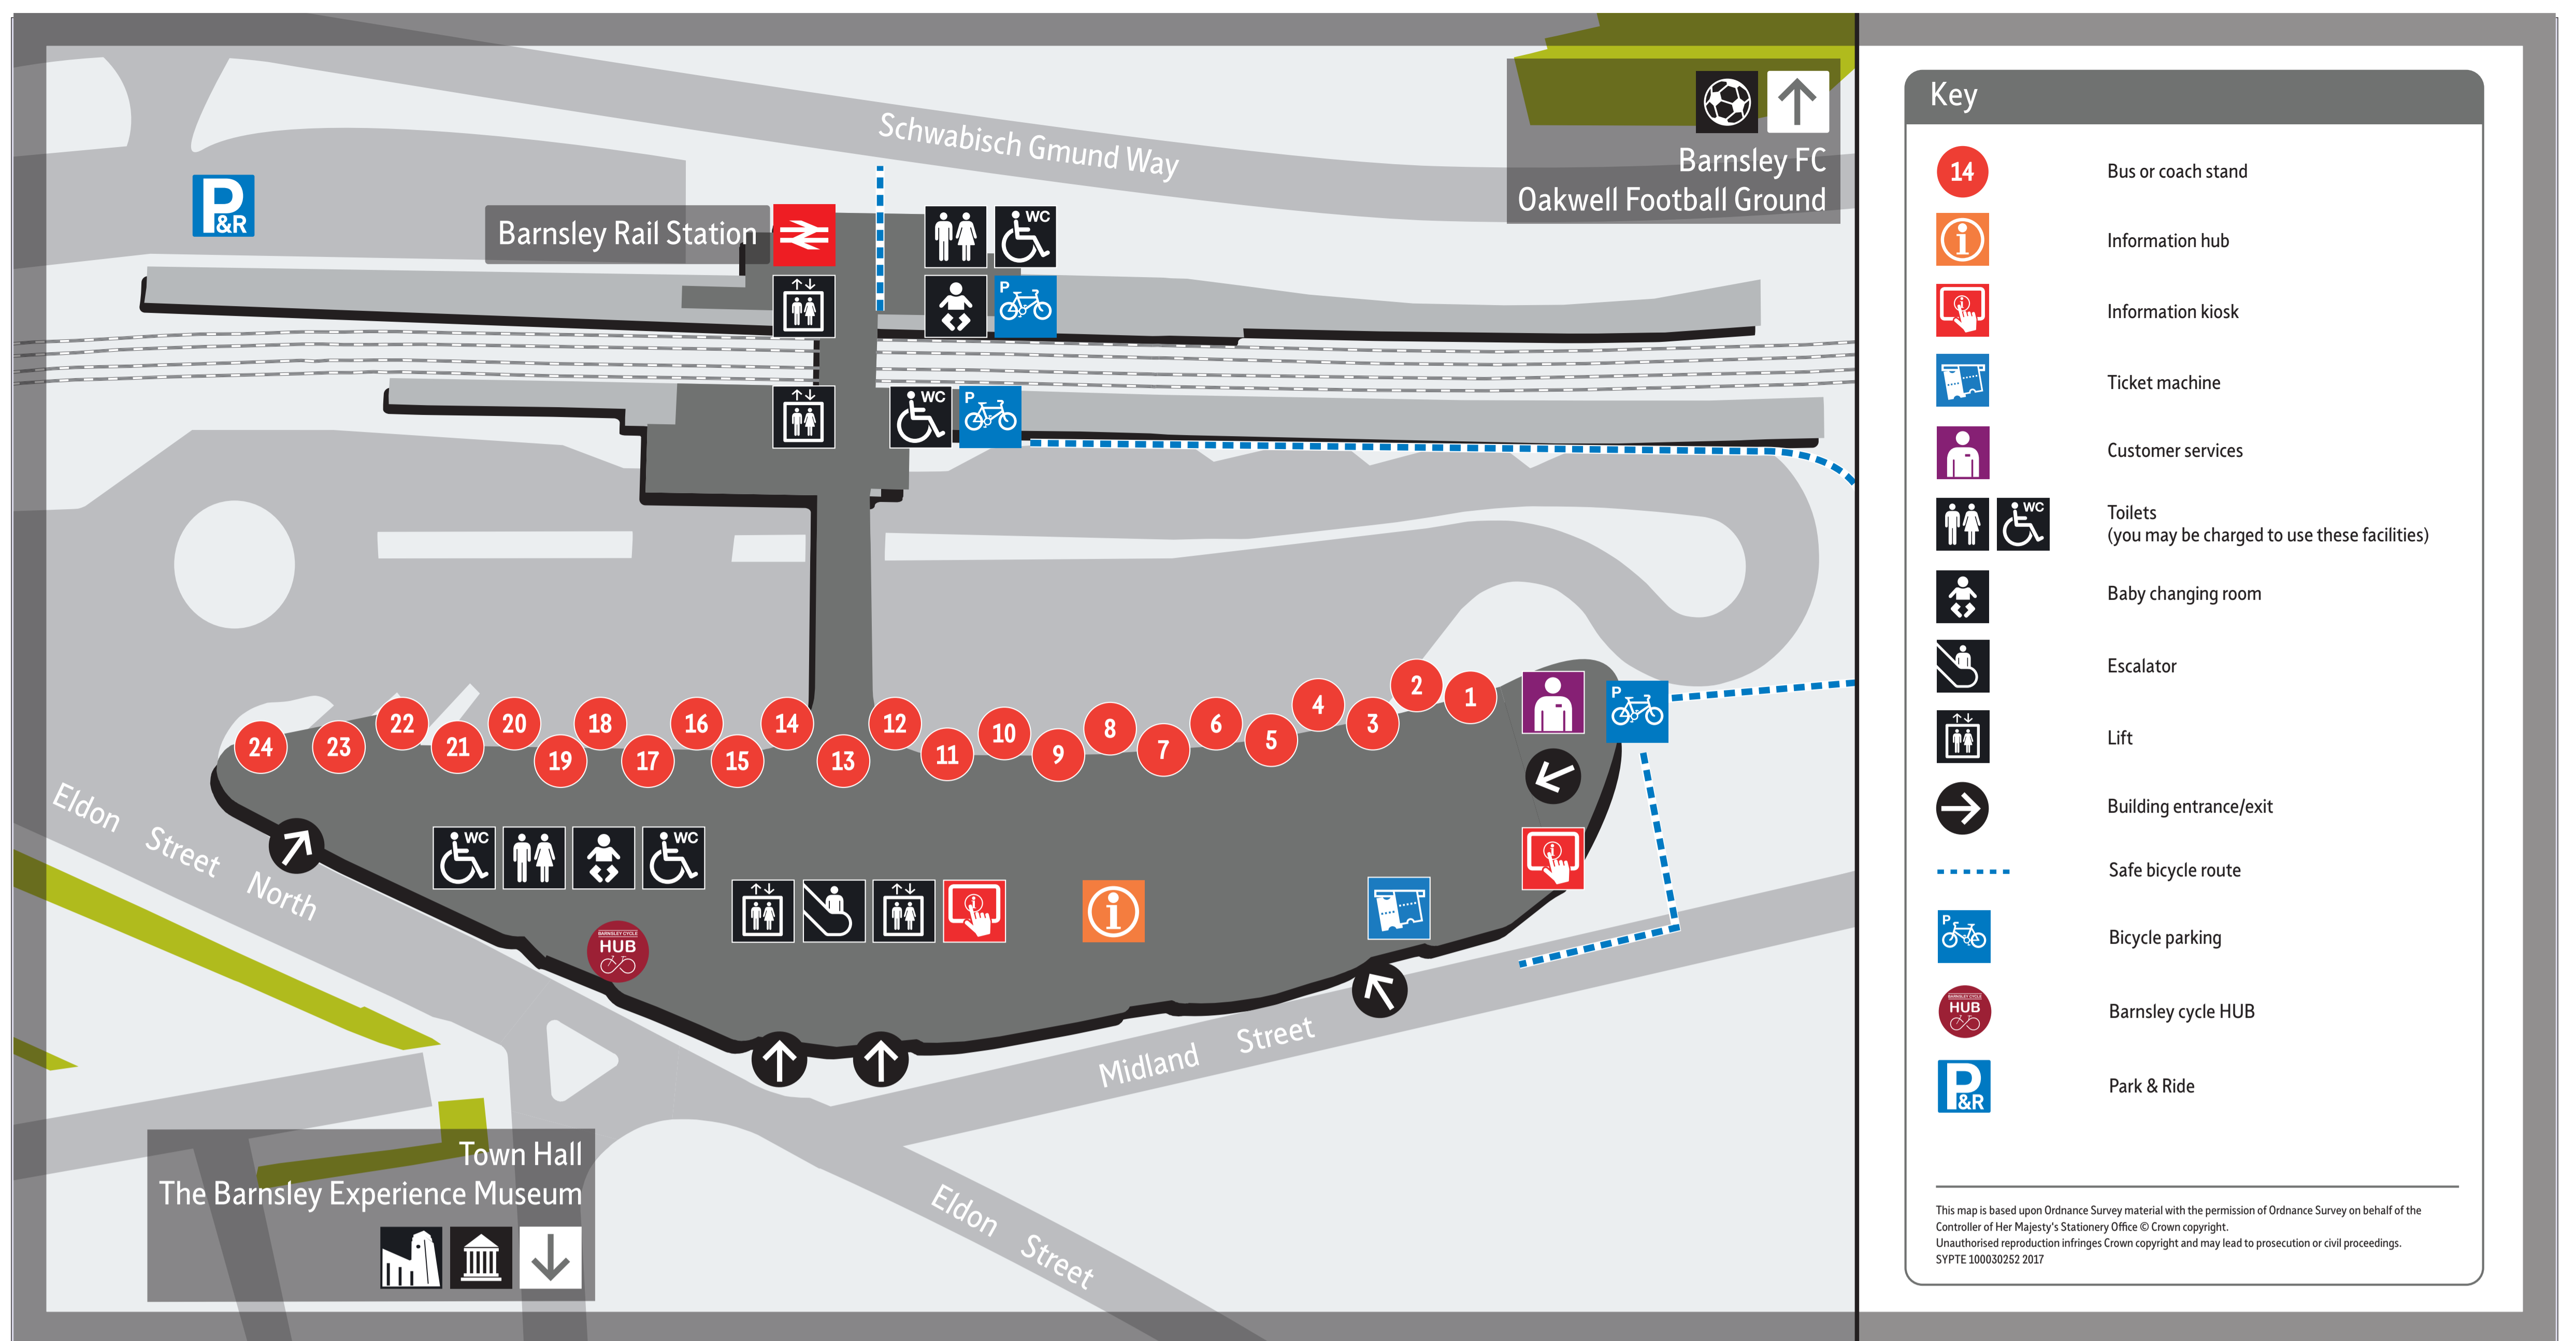 Schwabisch Gmund Way
Barnsley FC
Oakwell Football Ground
P
&R
Barnsley Rail Station
WC
P
WC
P
2
1
4
3
6
5
8
7
10
9
12
11
14
13
16
15
18
17
20
19
22
21
24
23
P
Eldon Street North
WC
WC
BARNSLEY CYCLE
HUB
Midland Street
Town Hall
The Barnsley Experience Museum
Eldon Street
Key
14
Bus or coach stand
Information hub
Information kiosk
Ticket machine
Customer services
WC
Toilets
(you may be charged to use these facilities)
Baby changing room
Escalator
Lift
Building entrance/exit
Safe bicycle route
P
Bicycle parking
BARNSLEY CYCLE
HUB
Barnsley cycle HUB
P
&R
Park & Ride
This map is based upon Ordnance Survey material with the permission of Ordnance Survey on behalf of the
Controller of Her Majesty's Stationery Office © Crown copyright.
Unauthorised reproduction infringes Crown copyright and may lead to prosecution or civil proceedings.
SYPTE 100030252 2017